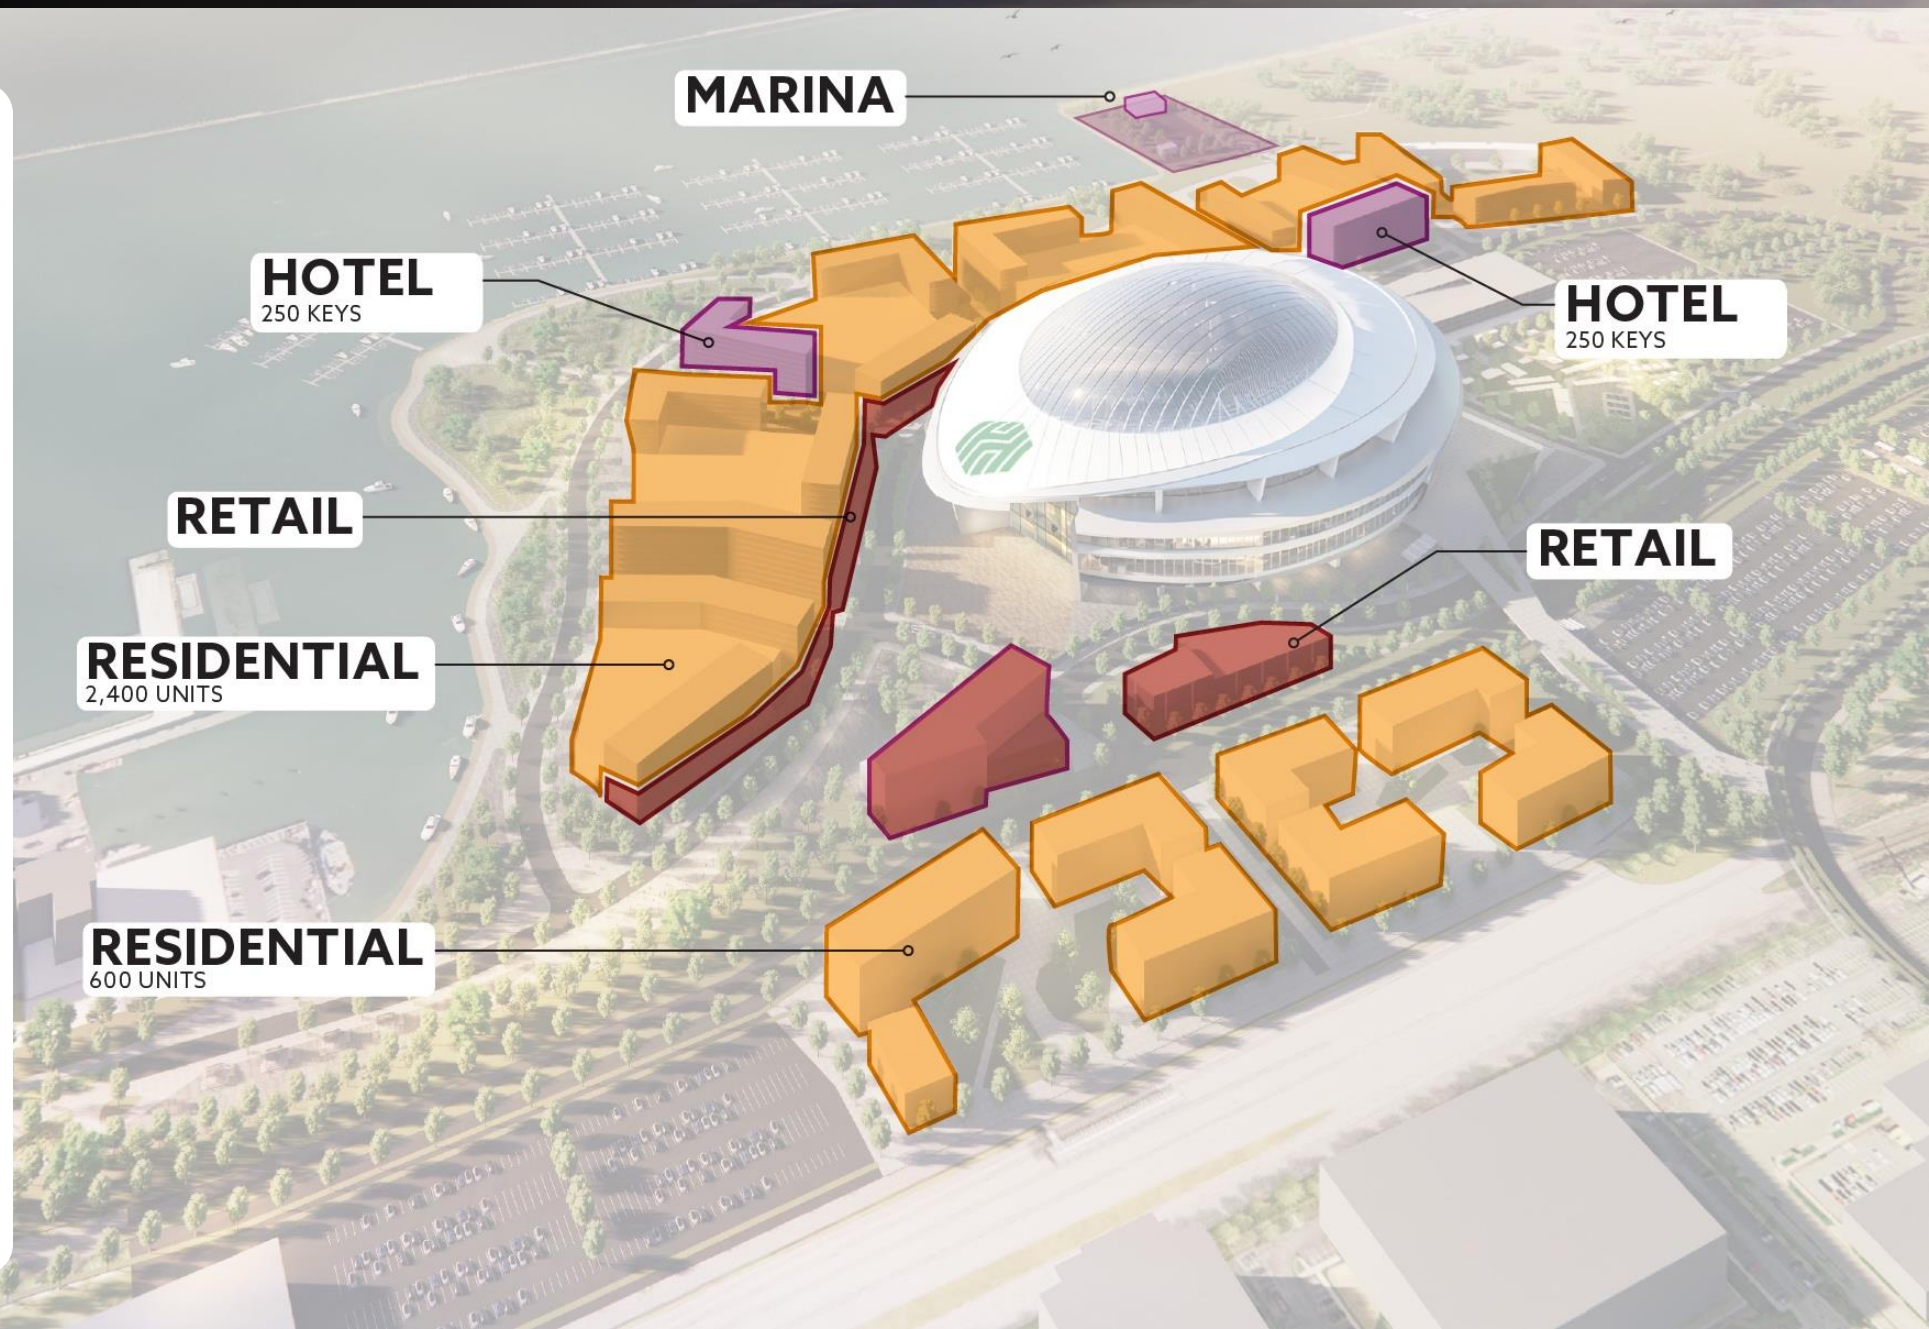 MARINA
HOTEL
250 KEYS
HOTEL
250 KEYS
RETAIL
RETAIL
RESIDENTIAL
2,400 UNITS
RESIDENTIAL
600 UNITS